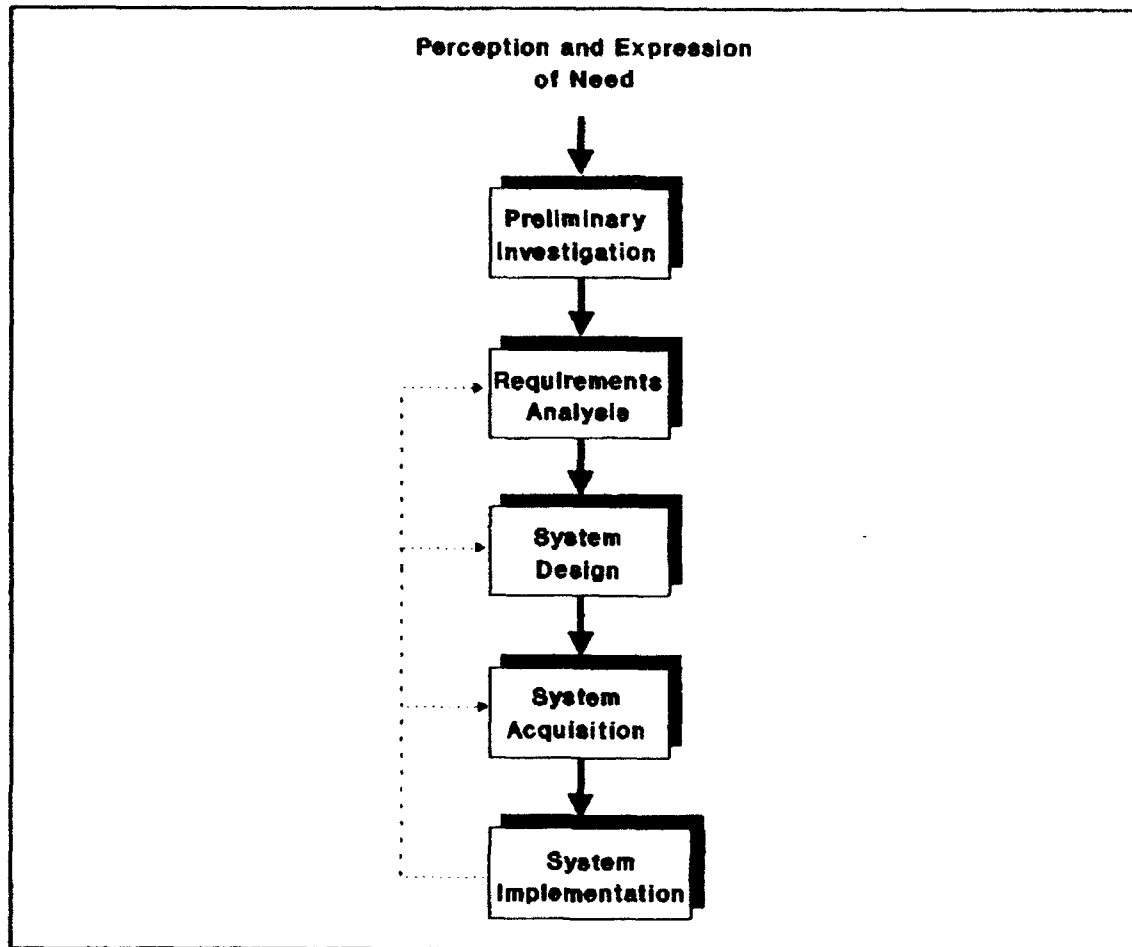 Perception and Expression
of Need
Preliminary
Investigation
Requirements
Analysis
System
Design
System
Acquisition
System
Implementation